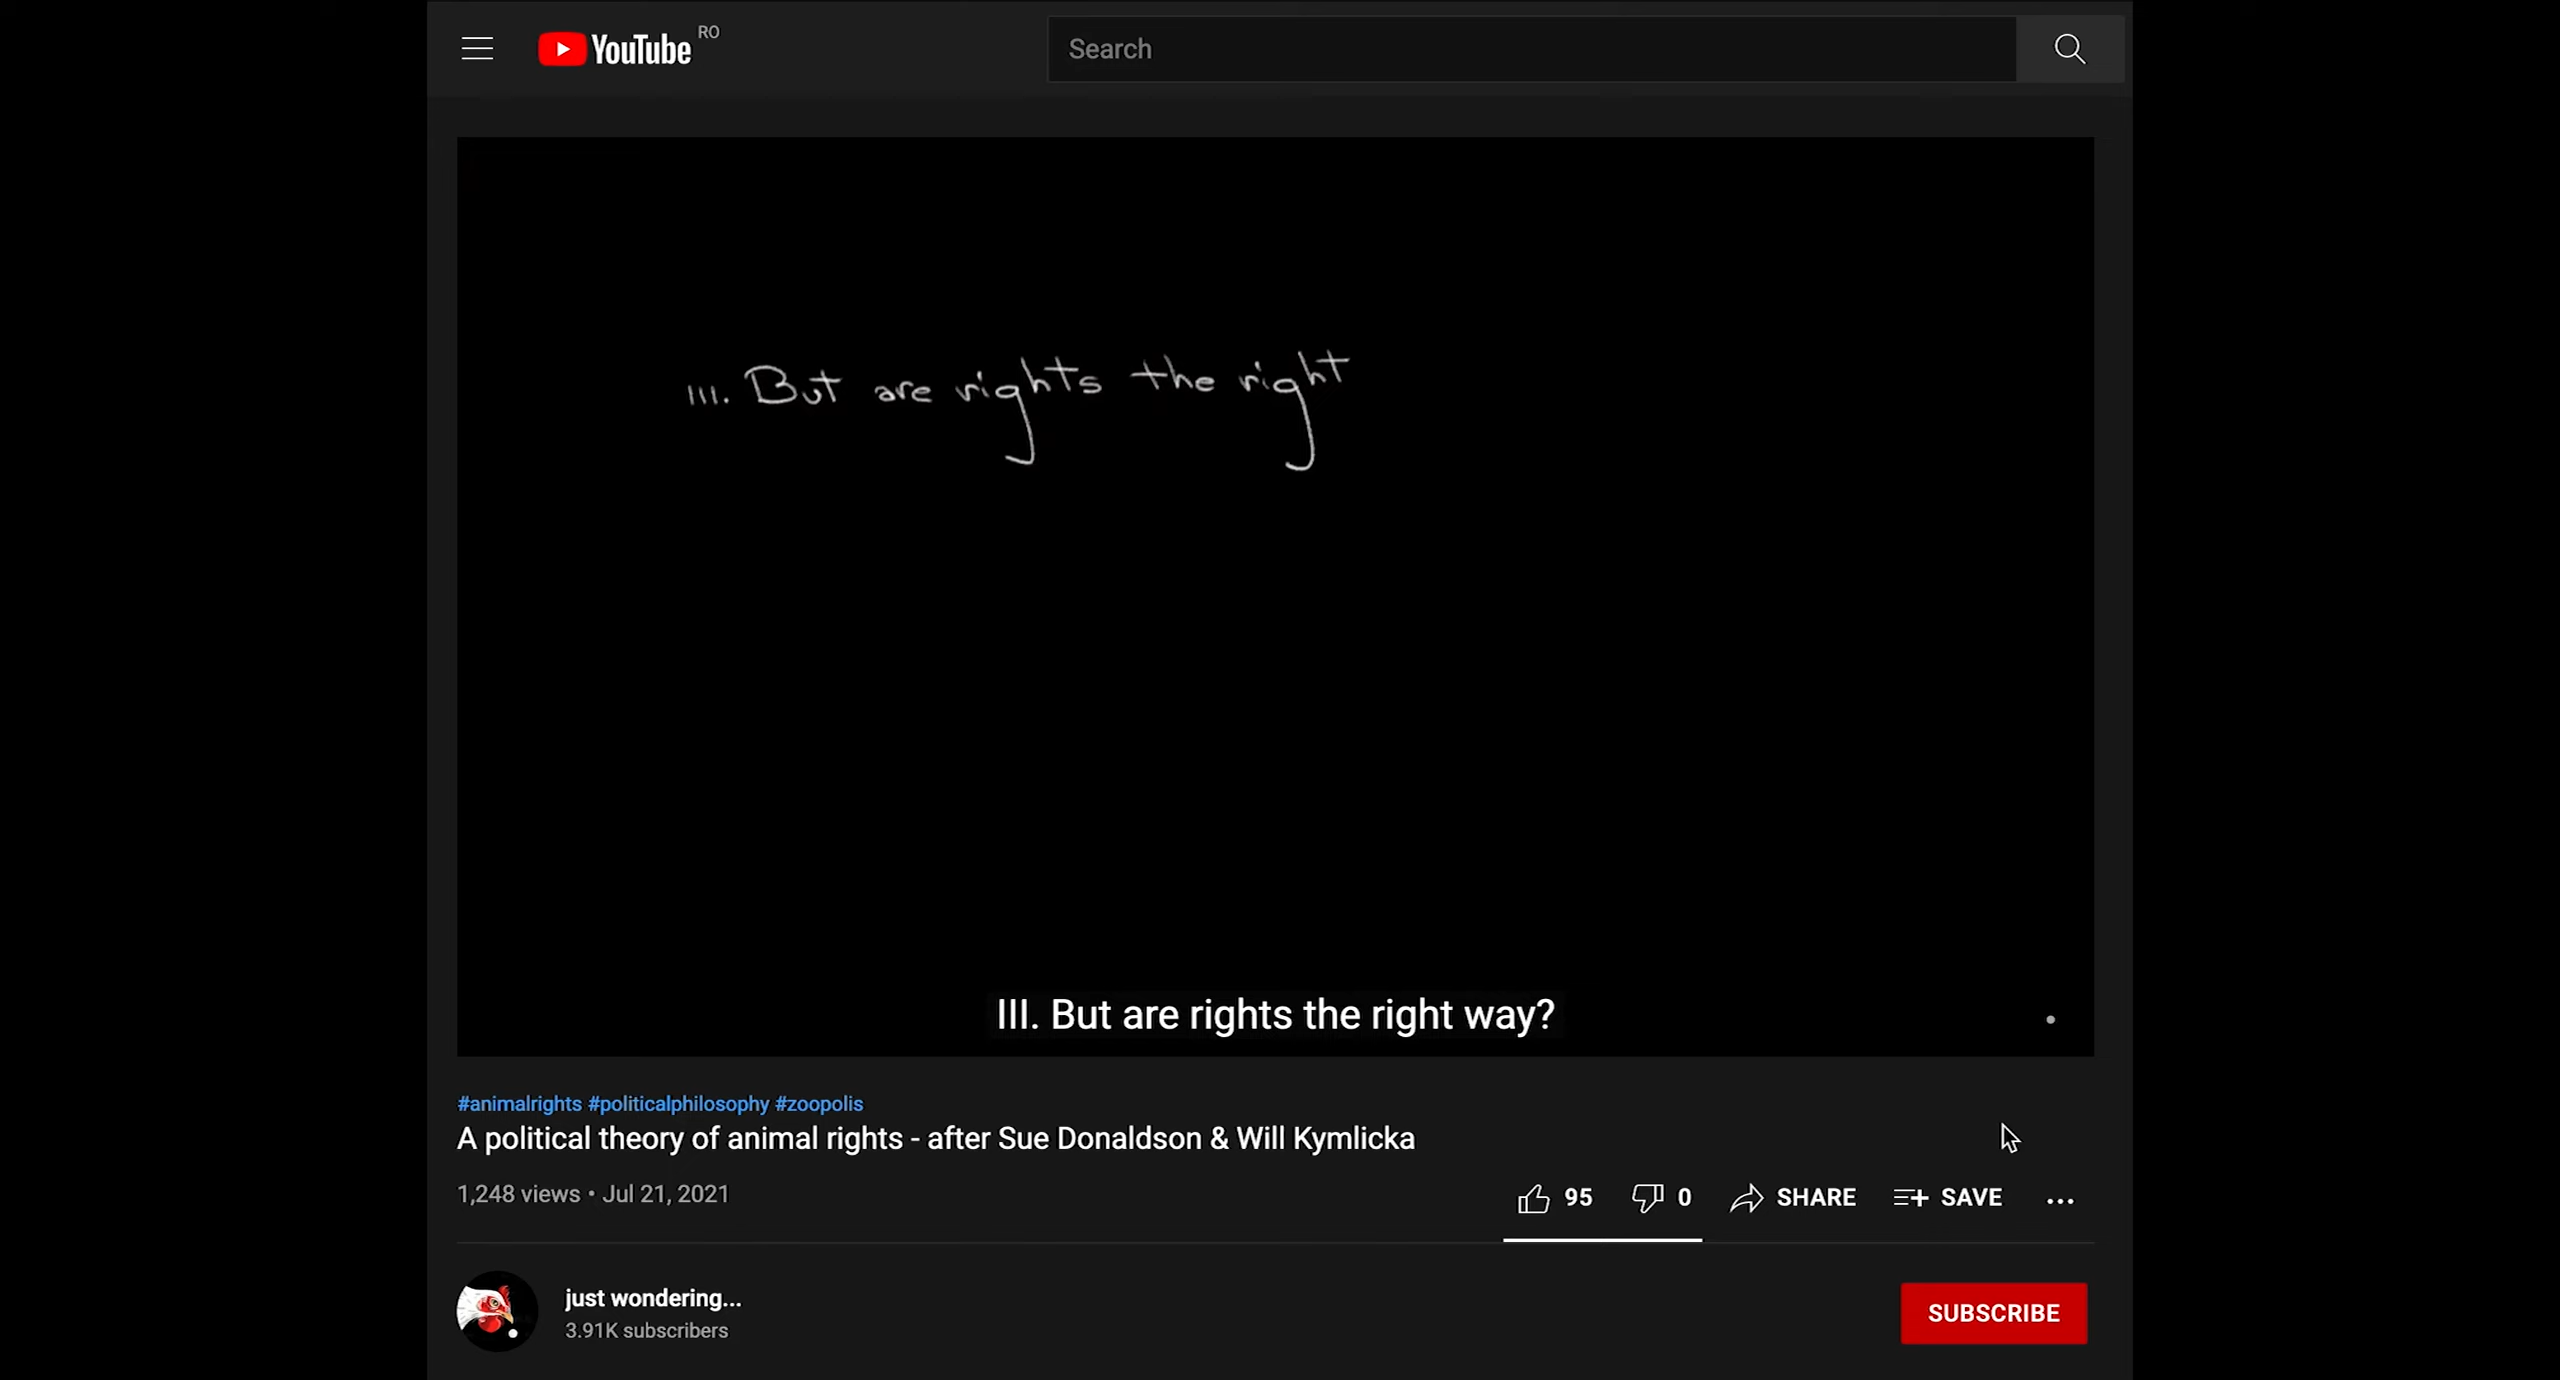 YouTube RO
Search
III. But are rights the right
III. But are rights the right way?
#animalrights #politicalphilosophy #zoopolis
A political theory of animal rights - after Sue Donaldson & Will Kymlicka
1,248 views • Jul 21, 2021
95 0 SHARE SAVE ...
just wondering...
3.91K subscribers
SUBSCRIBE